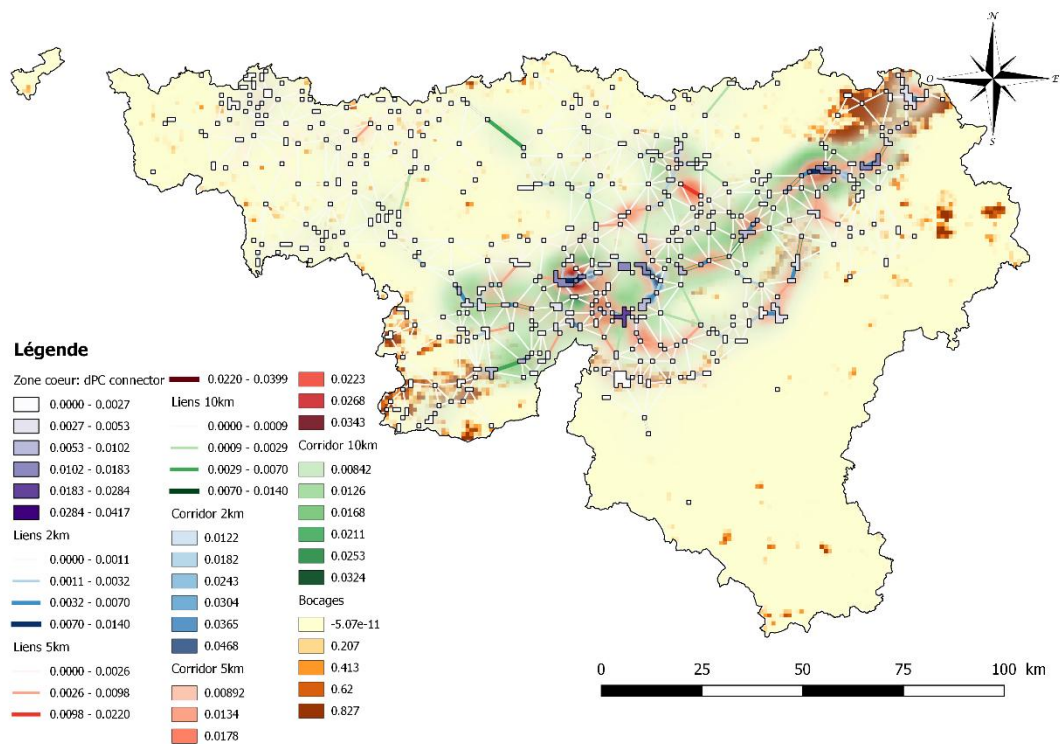 N
O
E
S
Légende
Zone coeur: dPC connector
0.0000 - 0.0027
0.0027 - 0.0053
0.0053 - 0.0102
0.0102 - 0.0183
0.0183 - 0.0284
0.0284 - 0.0417
Liens 2km
0.0000 - 0.0011
0.0011 - 0.0032
0.0032 - 0.0070
0.0070 - 0.0140
Liens 5km
0.0000 - 0.0026
0.0026 - 0.0098
0.0098 - 0.0220
0.0220 - 0.0399
Liens 10km
0.0000 - 0.0009
0.0009 - 0.0029
0.0029 - 0.0070
0.0070 - 0.0140
Corridor 2km
0.0122
0.0182
0.0243
0.0304
0.0365
0.0468
Corridor 5km
0.00892
0.0134
0.0178
0.0223
0.0268
0.0343
Corridor 10km
0.00842
0.0126
0.0168
0.0211
0.0253
0.0324
Bocages
-5.07e-11
0.207
0.413
0.62
0.827
0 25 50 75 100 km